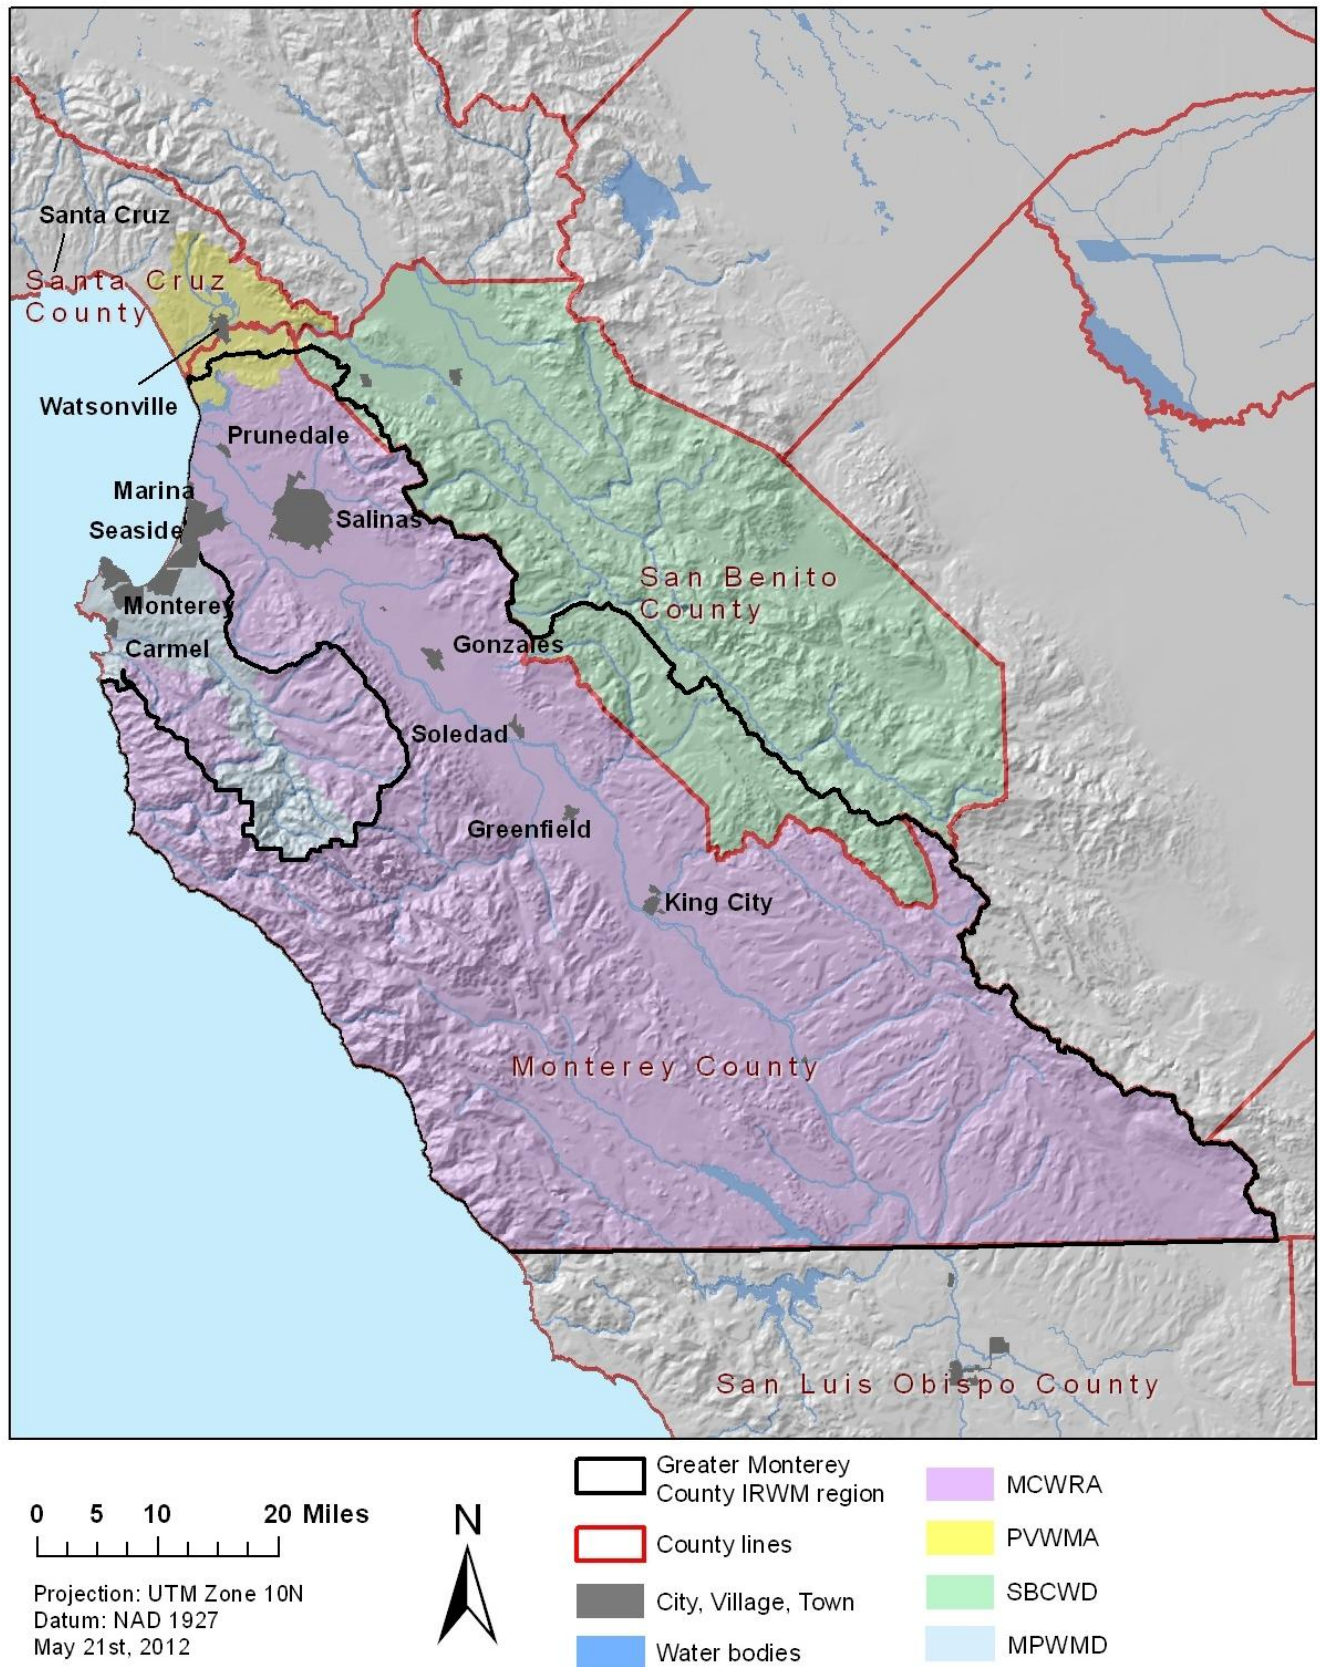 Santa Cruz
Santa Cruz
County
Watsonville
Prunedale
Marina
Seaside
Salinas
San Benito
County
Monterey
Carmel
Gonzales
Soledad
Greenfield
King City
Monterey County
San Luis Obispo County
0 5 10 20 Miles
Projection: UTM Zone 10N
Datum: NAD 1927
May 21st, 2012
N
Greater Monterey
County IRWM region
County lines
City, Village, Town
Water bodies
MCWRA
PVWMA
SBCWD
MPWMD